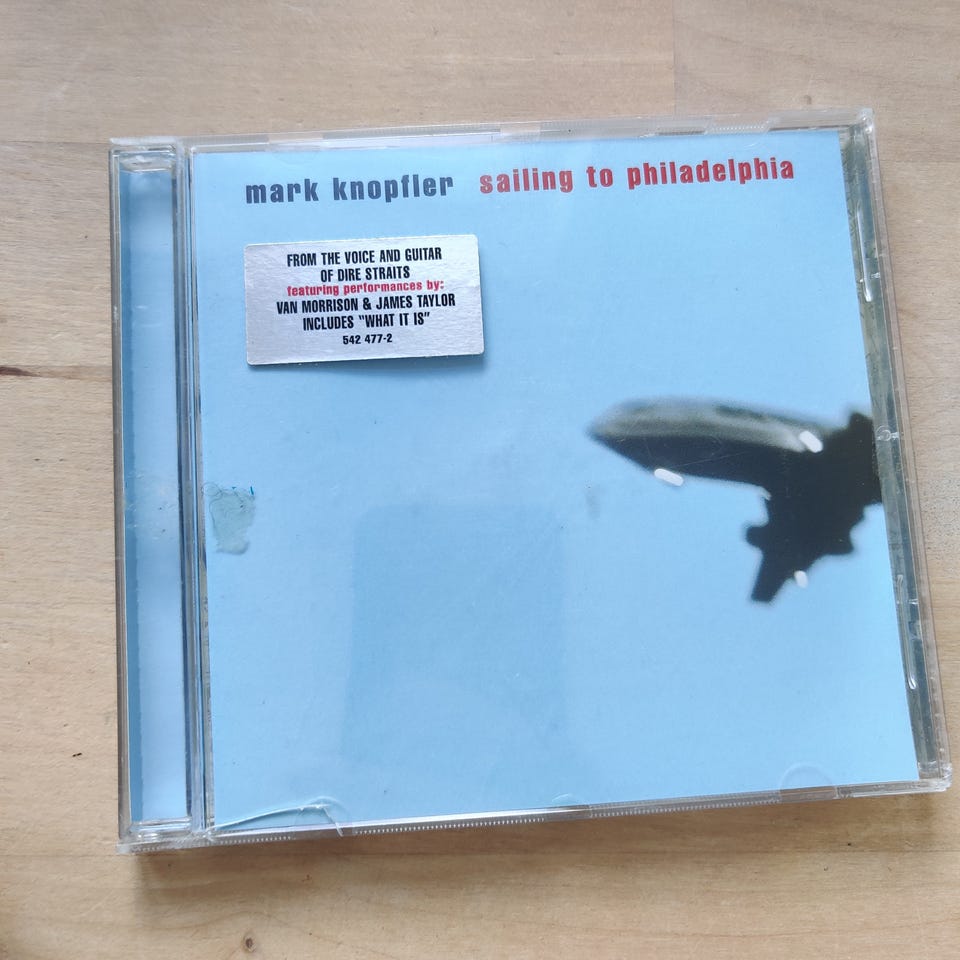 mark knopfler sailing to philadelphia
FROM THE VOICE AND GUITAR
OF DIRE STRAITS
featuring performances by:
VAN MORRISON & JAMES TAYLOR
INCLUDES "WHAT IT IS"
542 477-2